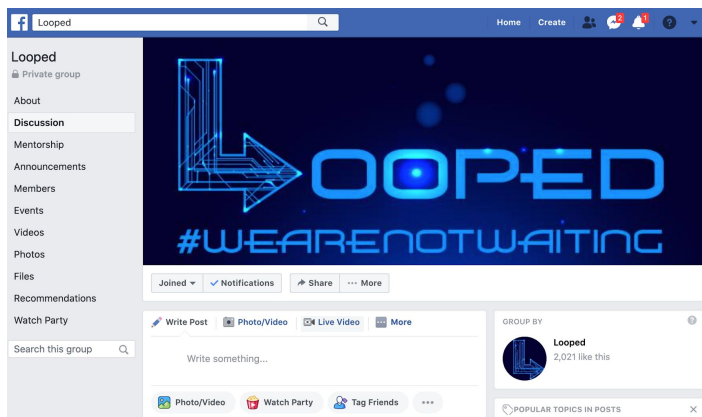 Looped
Home Create 2 1
Looped
Private group
About
Discussion
Mentorship
Announcements
Members
Events
Videos
Photos
Files
Recommendations
Watch Party
Search this group
LOOPED
#WEARENOTWAITING
Joined Notifications Share More
Write Post Photo/Video Live Video More
Write something...
Photo/Video Watch Party Tag Friends
GROUP BY
Looped
2,021 like this
POPULAR TOPICS IN POSTS